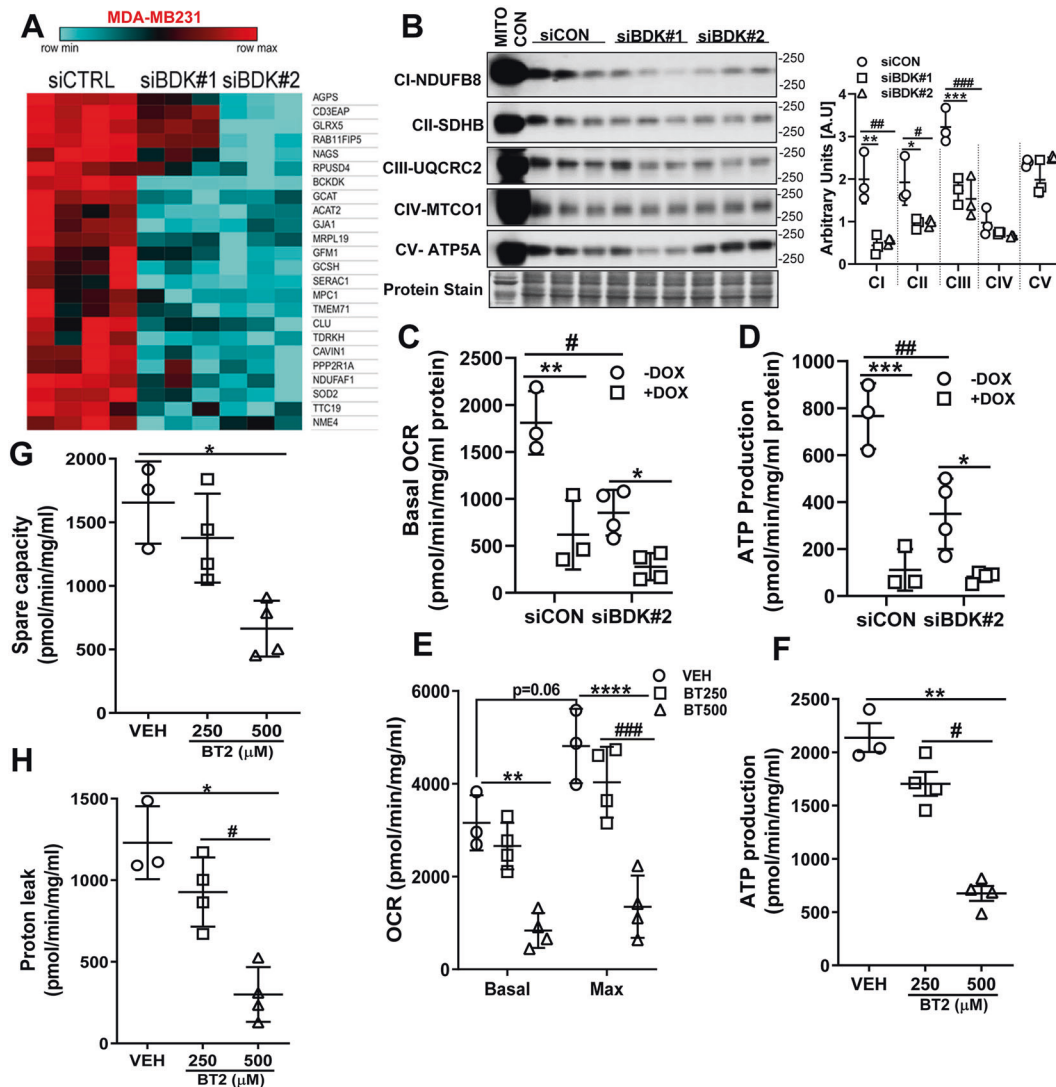 A
MDA-MB231
row min
row max
siCTRL siBDK#1 siBDK#2
AGPS
CD3EAP
GLRX5
RAB11FIP5
NAGS
RPUSD4
BCKDK
GCAT
ACAT2
GJA1
MRPL19
GFM1
GCSH
SERAC1
MPC1
TMEM71
CLU
TDRKH
CAVIN1
PPP2R1A
NDUFAF1
SOD2
TTC19
NME4
B
MITO
CON
siCON siBDK#1 siBDK#2
CI-NDUFB8
-250
-250
CII-SDHB
-250
-250
CIII-UQCRC2
-250
CIV-MTCO1
CV- ATP5A
-250
Protein Stain
siCON
siBDK#1
siBDK#2
Arbitrary Units [A.U]
4
3
2
1
0
##
**
#
*
###
***
CI CII CIII CIV CV
C
Basal OCR
(pmol/min/mg/ml protein)
2500
2000
1500
1000
500
0
#
**
*
-DOX
+DOX
siCON siBDK#2
D
ATP Production
(pmol/min/mg/ml protein)
1000
800
600
400
200
0
##
***
*
-DOX
+DOX
siCON siBDK#2
G
Spare capacity
(pmol/min/mg/ml)
2000
1500
1000
500
0
*
VEH 250 500
BT2 (μM)
E
OCR (pmol/min/mg/ml)
6000
4000
2000
0
p=0.06
****
###
**
VEH
BT250
BT500
Basal Max
F
ATP production
(pmol/min/mg/ml)
2500
2000
1500
1000
500
0
**
#
VEH 250 500
BT2 (μM)
H
Proton leak
(pmol/min/mg/ml)
1500
1000
500
0
*
#
VEH 250 500
BT2 (μM)